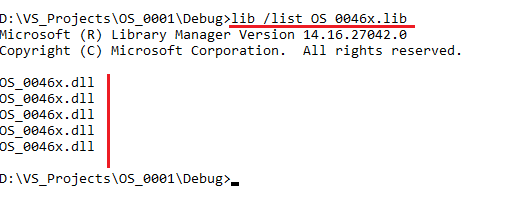 D:\VS_Projects\OS_0001\Debug>lib /list OS_0046x.lib
Microsoft (R) Library Manager Version 14.16.27042.0
Copyright (C) Microsoft Corporation.  All rights reserved.
OS_0046x.dll
OS_0046x.dll
OS_0046x.dll
OS_0046x.dll
OS_0046x.dll
D:\VS_Projects\OS_0001\Debug>